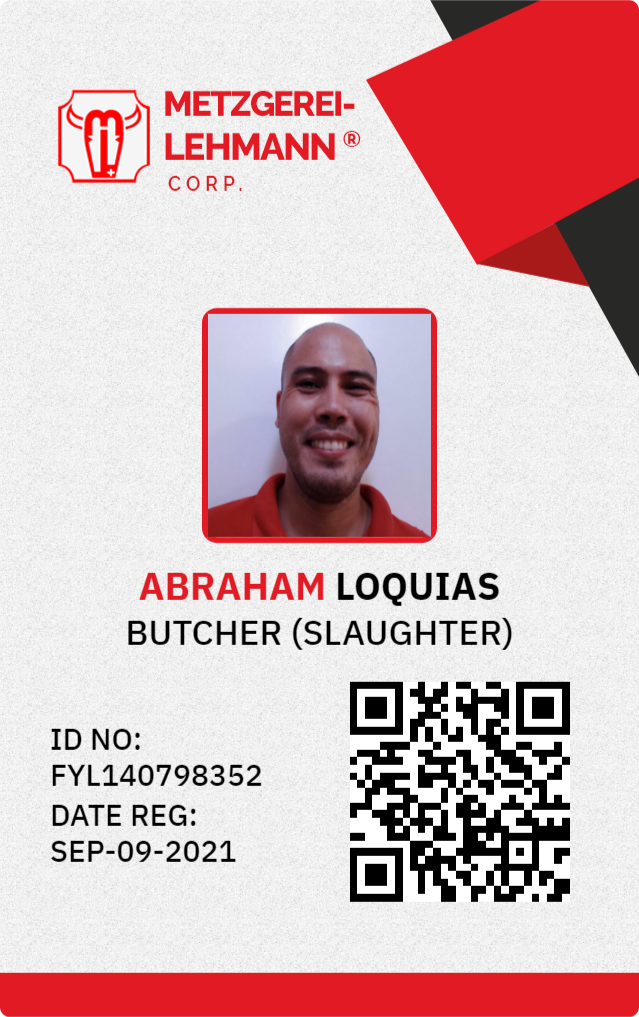 METZGEREI-
LEHMANN ®
CORP.
ABRAHAM LOQUIAS
BUTCHER (SLAUGHTER)
ID NO:
FYL140798352
DATE REG:
SEP-09-2021